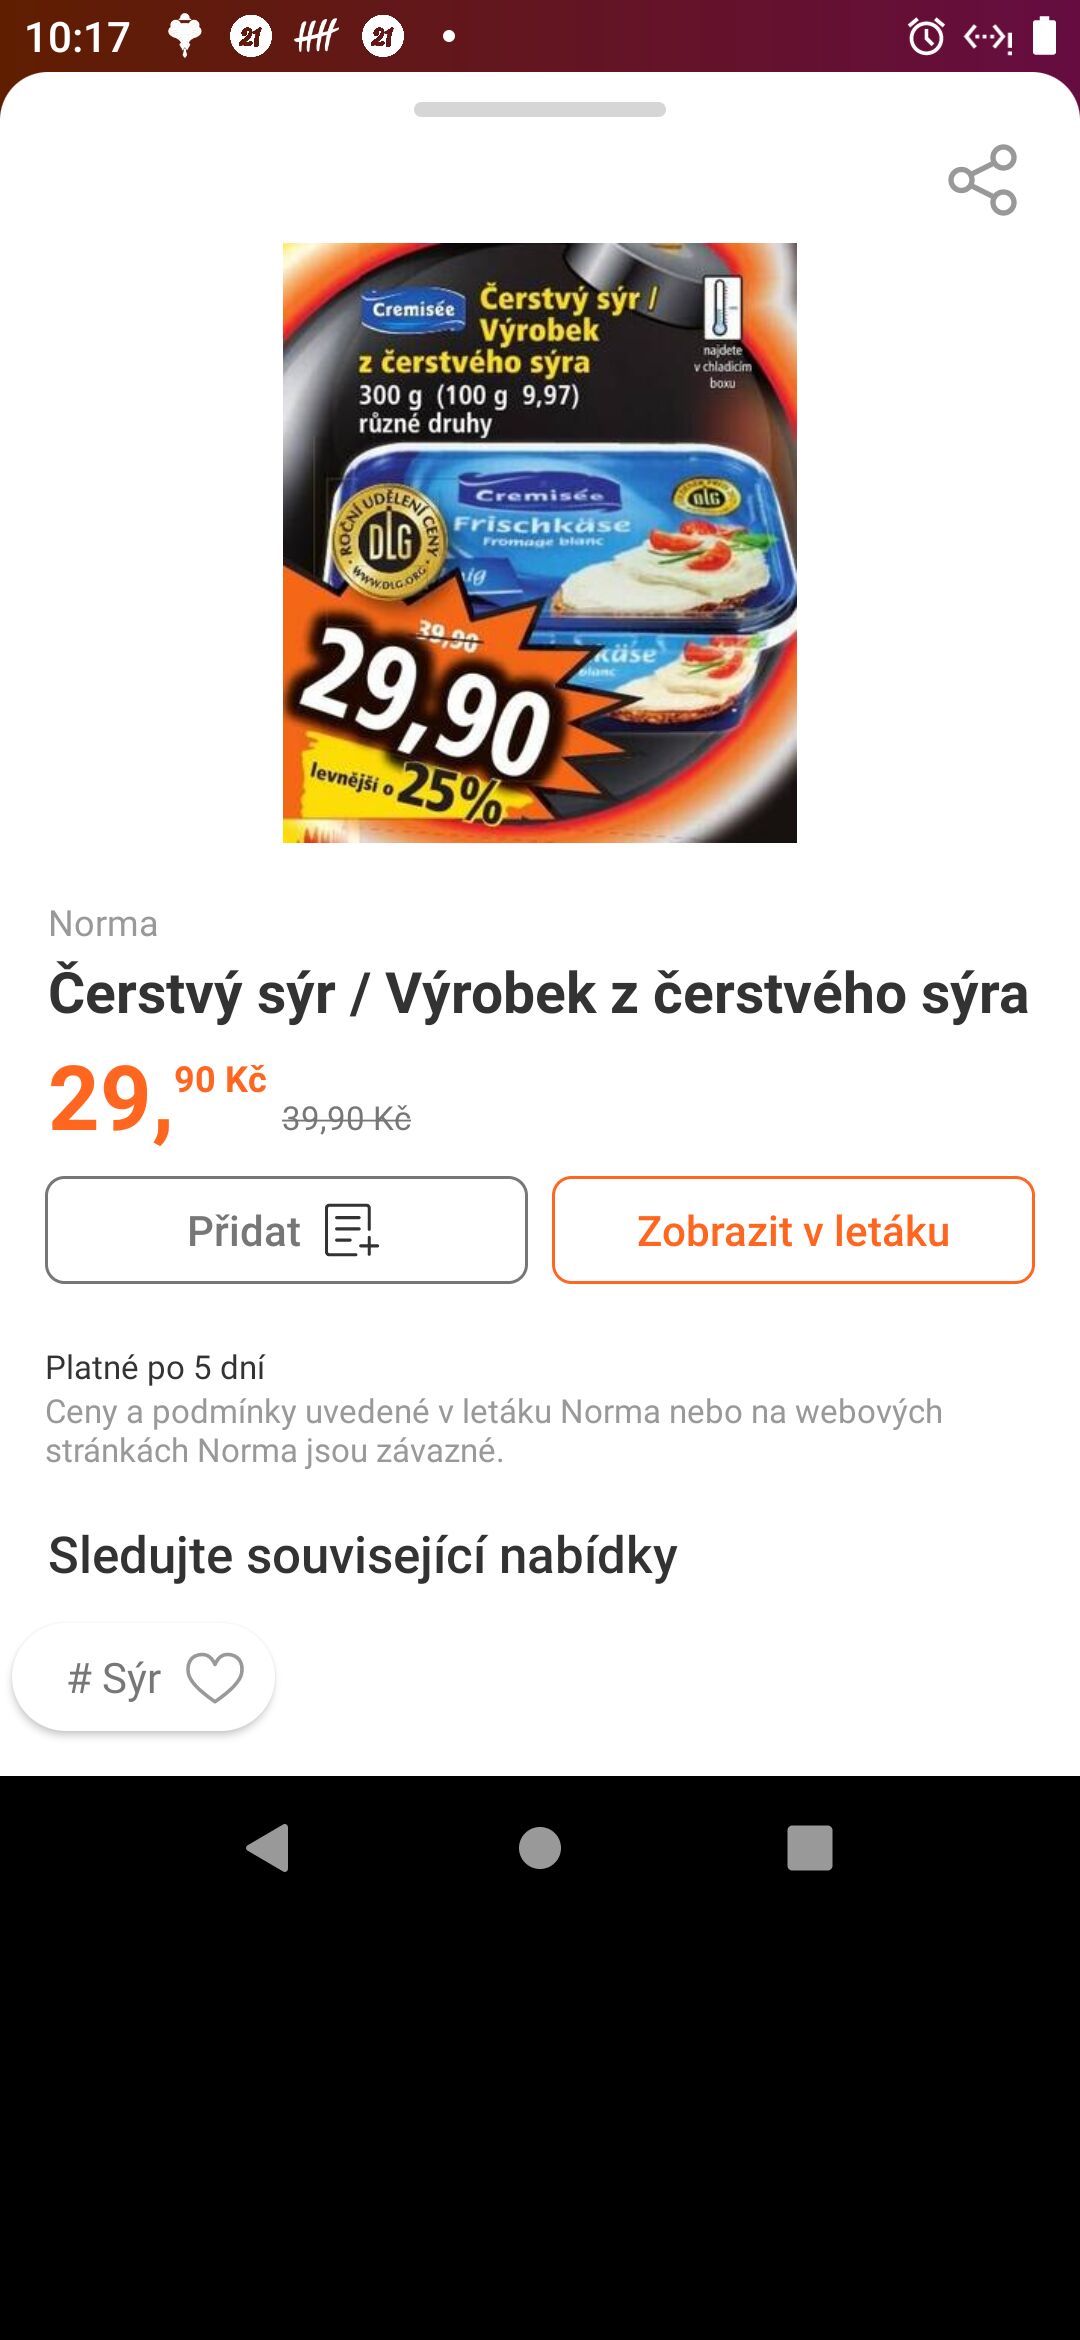 10:17
Cremisée
Čerstvý sýr /
Výrobek
z čerstvého sýra
300 g (100 g 9,97)
různé druhy
najdete
v chladicím
boxu
Cremisée
Frischkäse
Fromage blanc
DLG
ROČNÍ UDĚLENÍ CENY
DLG
WWW.DLG.ORG
39,90
29,90
levnější o 25%
käse
blanc
Norma
Čerstvý sýr / Výrobek z čerstvého sýra
29,90 Kč 39,90 Kč
Přidat
Zobrazit v letáku
Platné po 5 dní
Ceny a podmínky uvedené v letáku Norma nebo na webových
stránkách Norma jsou závazné.
Sledujte související nabídky
# Sýr